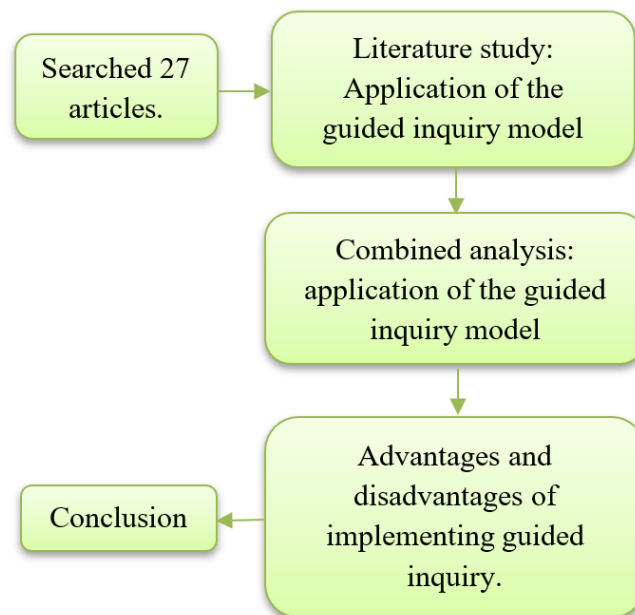 Searched 27
articles.
Literature study:
Application of the
guided inquiry model
Combined analysis:
application of the guided
inquiry model
Advantages and
disadvantages of
implementing guided
inquiry.
Conclusion